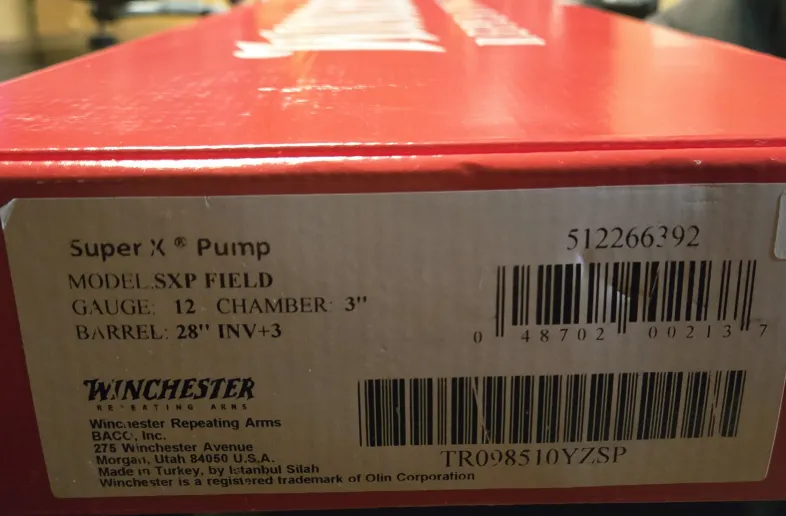 Super X ® Pump
MODEL:SXP FIELD
GAUGE: 12 CHAMBER: 3"
BARREL: 28" INV+3
512266392
0 48702 00213 7
WINCHESTER
REPEATING ARMS
Winchester Repeating Arms
BACO, Inc.
275 Winchester Avenue
Morgan, Utah 84050 U.S.A.
Made in Turkey, by Istanbul Silah
Winchester is a registered trademark of Olin Corporation
TR098510YZSP